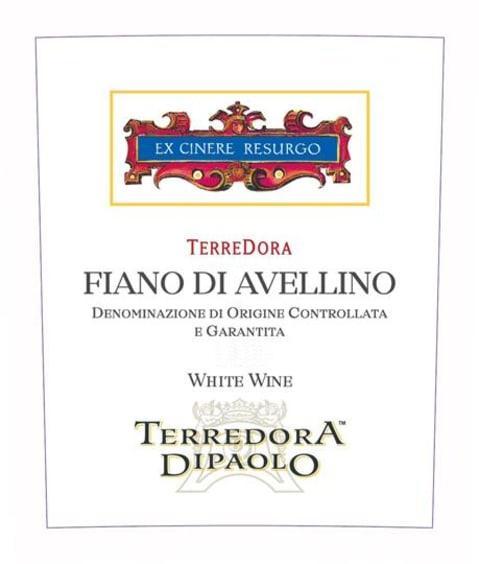 EX CINERE RESURGO
TERREDORA
FIANO DI AVELLINO
DENOMINAZIONE DI ORIGINE CONTROLLATA
E GARANTITA
WHITE WINE
TERREDORA™
DIPAOLO